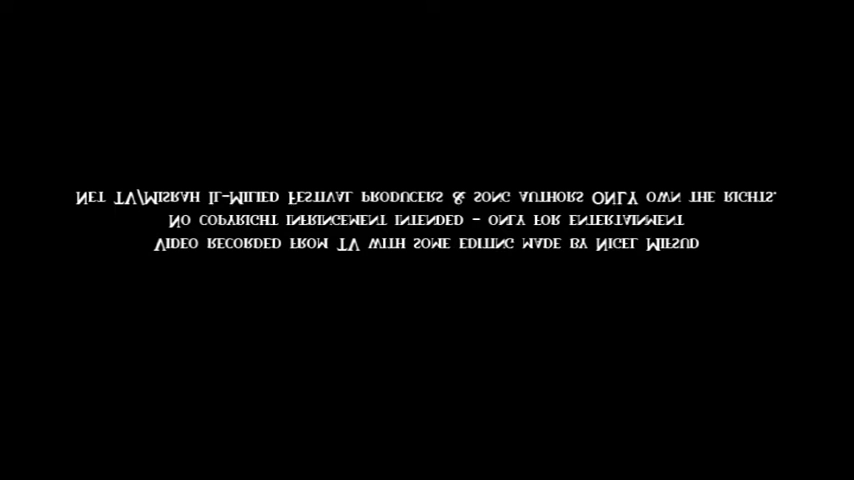 Video recorded from TV with some editing made by Nigel Mifsud
No copyright infringement intended - only for entertainment
Net TV/Misrah Il-Milied Festival producers & song authors ONLY own the rights.